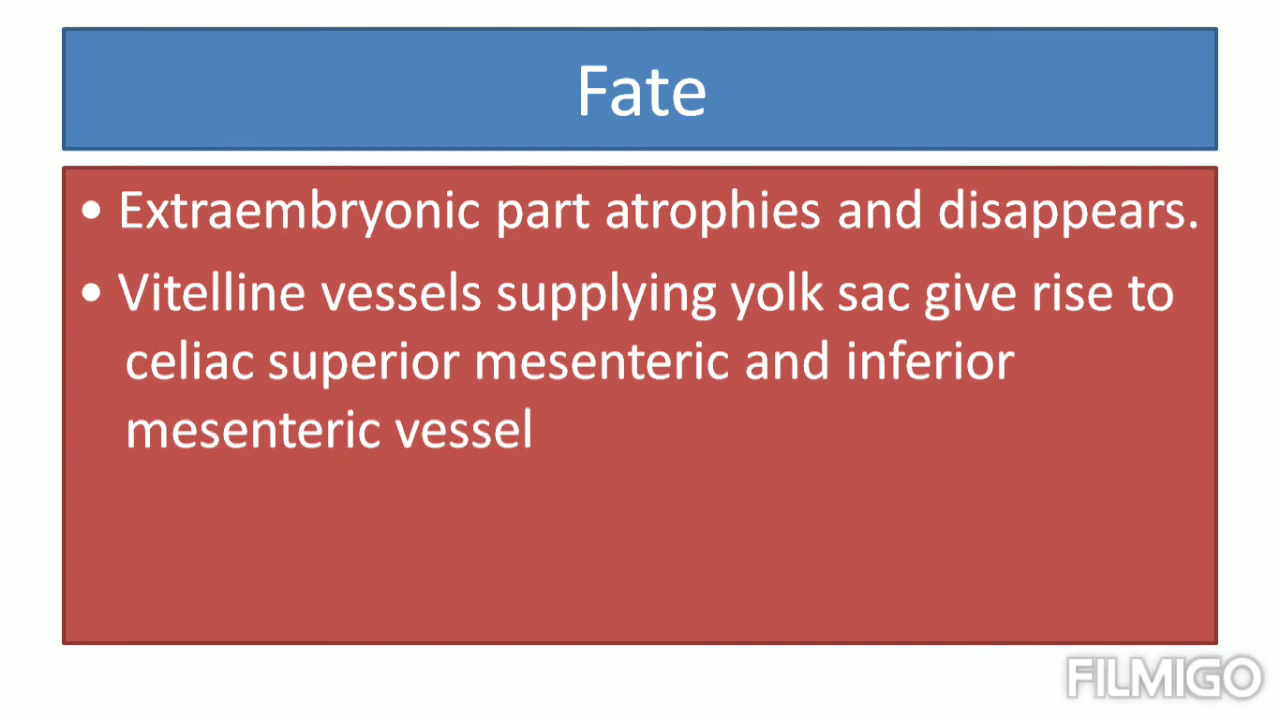 Fate
• Extraembryonic part atrophies and disappears.
• Vitelline vessels supplying yolk sac give rise to
celiac superior mesenteric and inferior
mesenteric vessel
FILMIGO